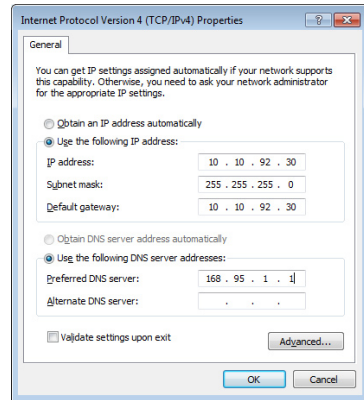 Internet Protocol Version 4 (TCP/IPv4) Properties
General
You can get IP settings assigned automatically if your network supports
this capability. Otherwise, you need to ask your network administrator
for the appropriate IP settings.
Obtain an IP address automatically
Use the following IP address:
IP address: 10 . 10 . 92 . 30
Subnet mask: 255 . 255 . 255 . 0
Default gateway: 10 . 10 . 92 . 30
Obtain DNS server address automatically
Use the following DNS server addresses:
Preferred DNS server: 168 . 95 . 1 . 1
Alternate DNS server: . . .
Validate settings upon exit
Advanced...
OK Cancel